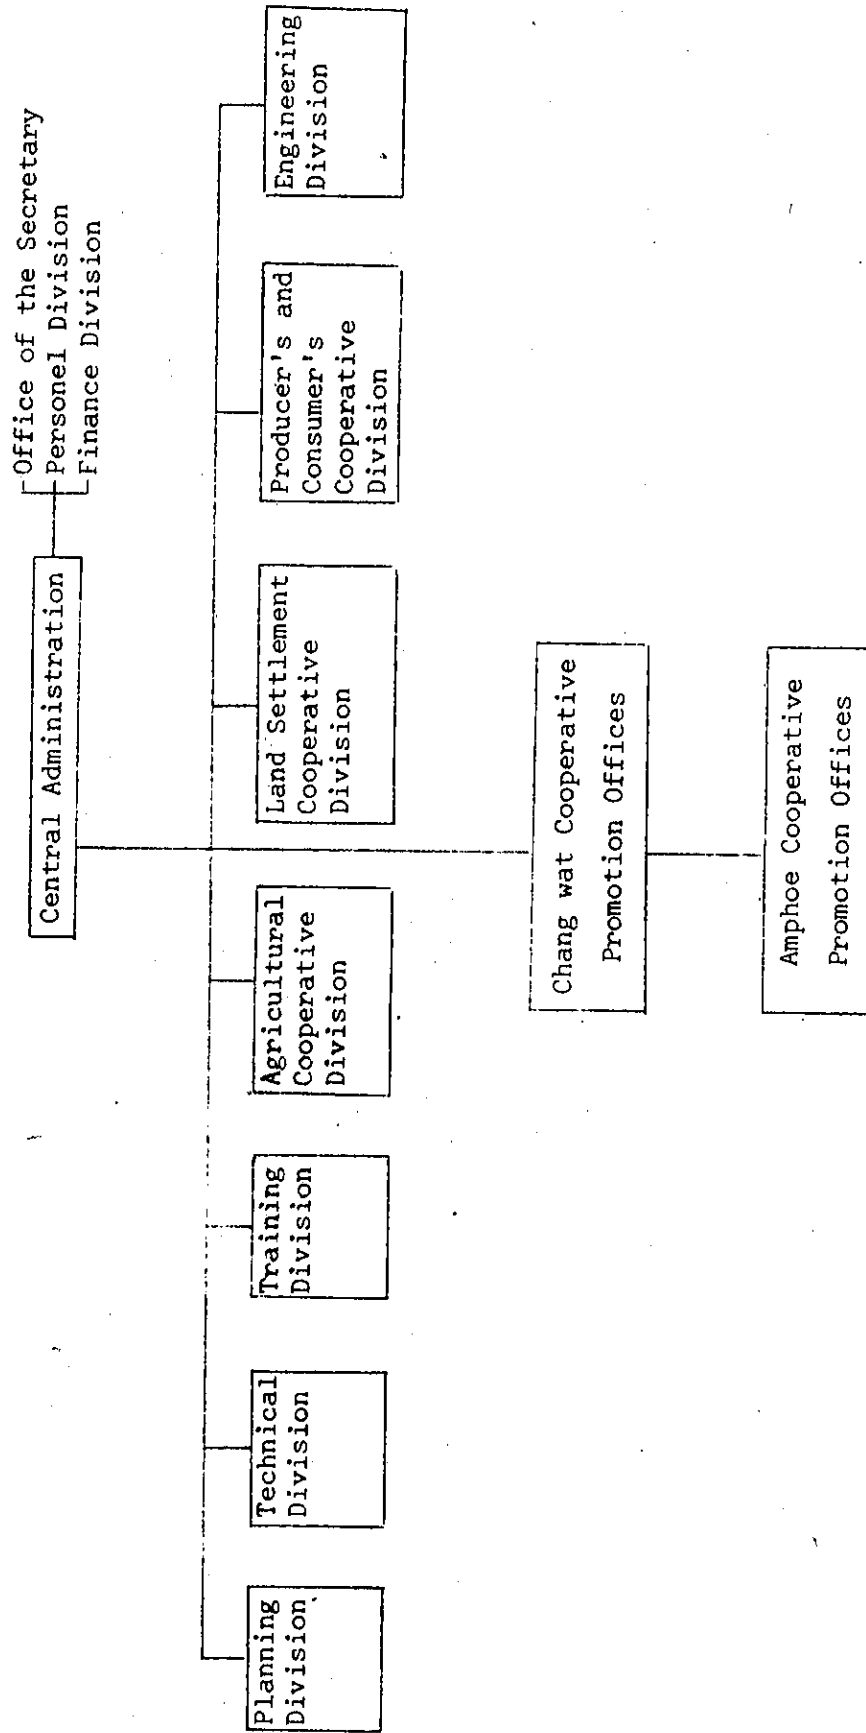 Central Administration
Office of the Secretary
Personel Division
Finance Division
Planning
Division
Technical
Division
Training
Division
Agricultural
Cooperative
Division
Land Settlement
Cooperative
Division
Producer's and
Consumer's
Cooperative
Division
Engineering
Division
Chang wat Cooperative
Promotion Offices
Amphoe Cooperative
Promotion Offices